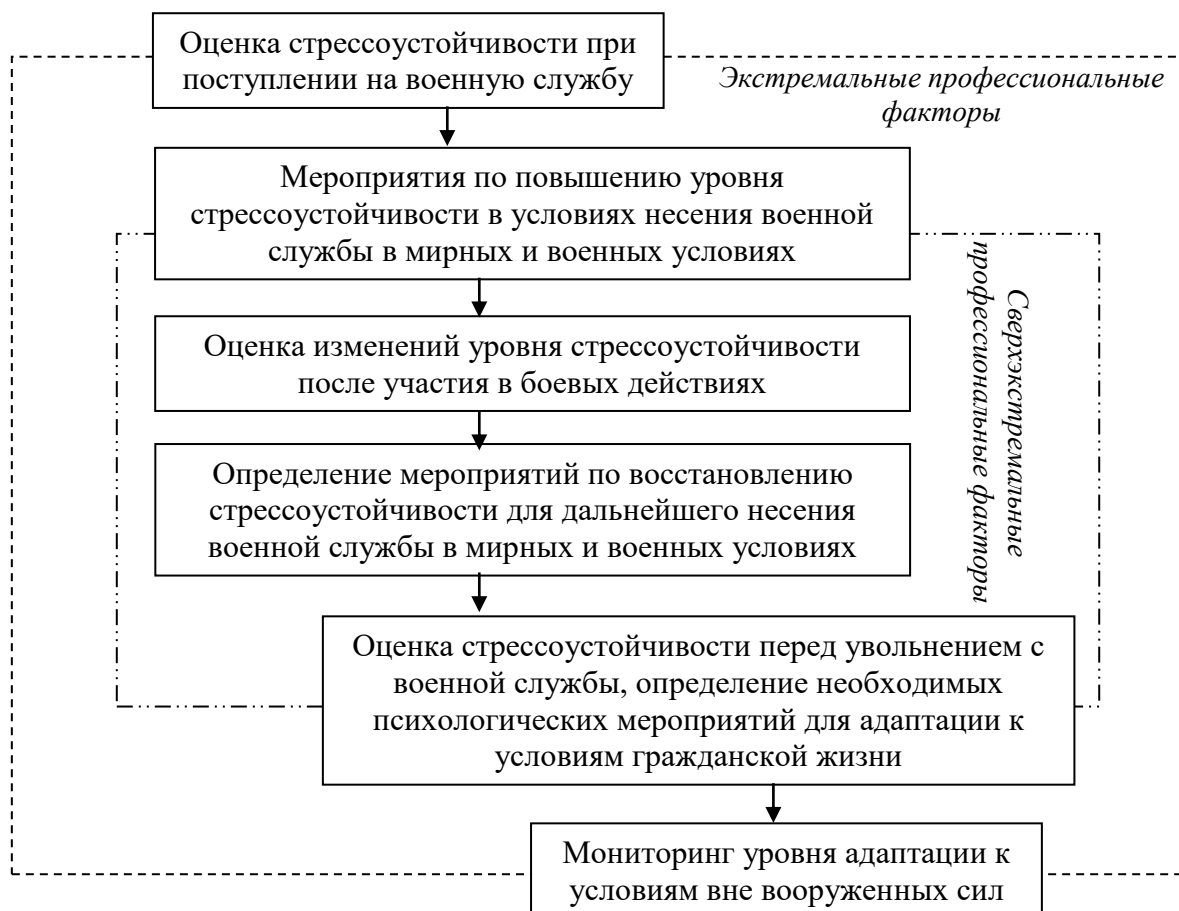 Оценка стрессоустойчивости при
поступлении на военную службу
Экстремальные профессиональные
факторы
Мероприятия по повышению уровня
стрессоустойчивости в условиях несения военной
службы в мирных и военных условиях
Сверхэкстремальные
профессиональные факторы
Оценка изменений уровня стрессоустойчивости
после участия в боевых действиях
Определение мероприятий по восстановлению
стрессоустойчивости для дальнейшего несения
военной службы в мирных и военных условиях
Оценка стрессоустойчивости перед увольнением с
военной службы, определение необходимых
психологических мероприятий для адаптации к
условиям гражданской жизни
Мониторинг уровня адаптации к
условиям вне вооруженных сил